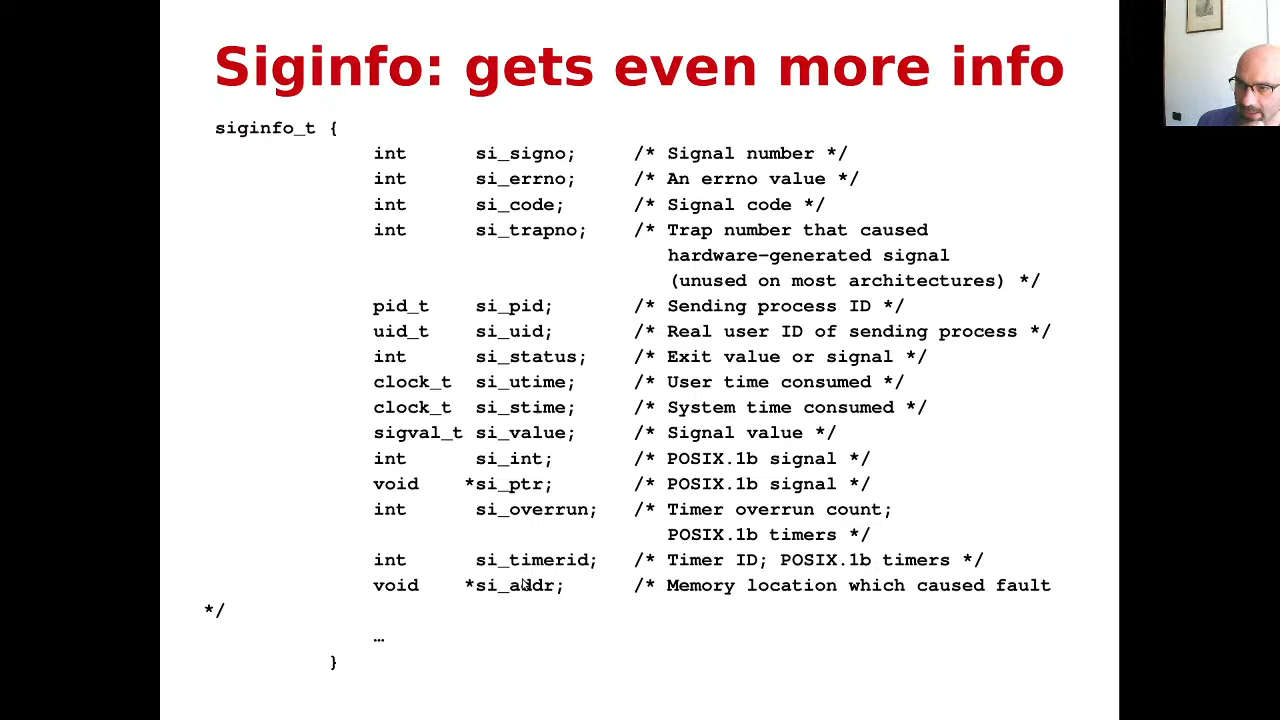 Siginfo: gets even more info
siginfo_t {
int si_signo; /* Signal number */
int si_errno; /* An errno value */
int si_code; /* Signal code */
int si_trapno; /* Trap number that caused
hardware-generated signal
(unused on most architectures) */
pid_t si_pid; /* Sending process ID */
uid_t si_uid; /* Real user ID of sending process */
int si_status; /* Exit value or signal */
clock_t si_utime; /* User time consumed */
clock_t si_stime; /* System time consumed */
sigval_t si_value; /* Signal value */
int si_int; /* POSIX.1b signal */
void *si_ptr; /* POSIX.1b signal */
int si_overrun; /* Timer overrun count;
POSIX.1b timers */
int si_timerid; /* Timer ID; POSIX.1b timers */
void *si_addr; /* Memory location which caused fault
*/
…
}